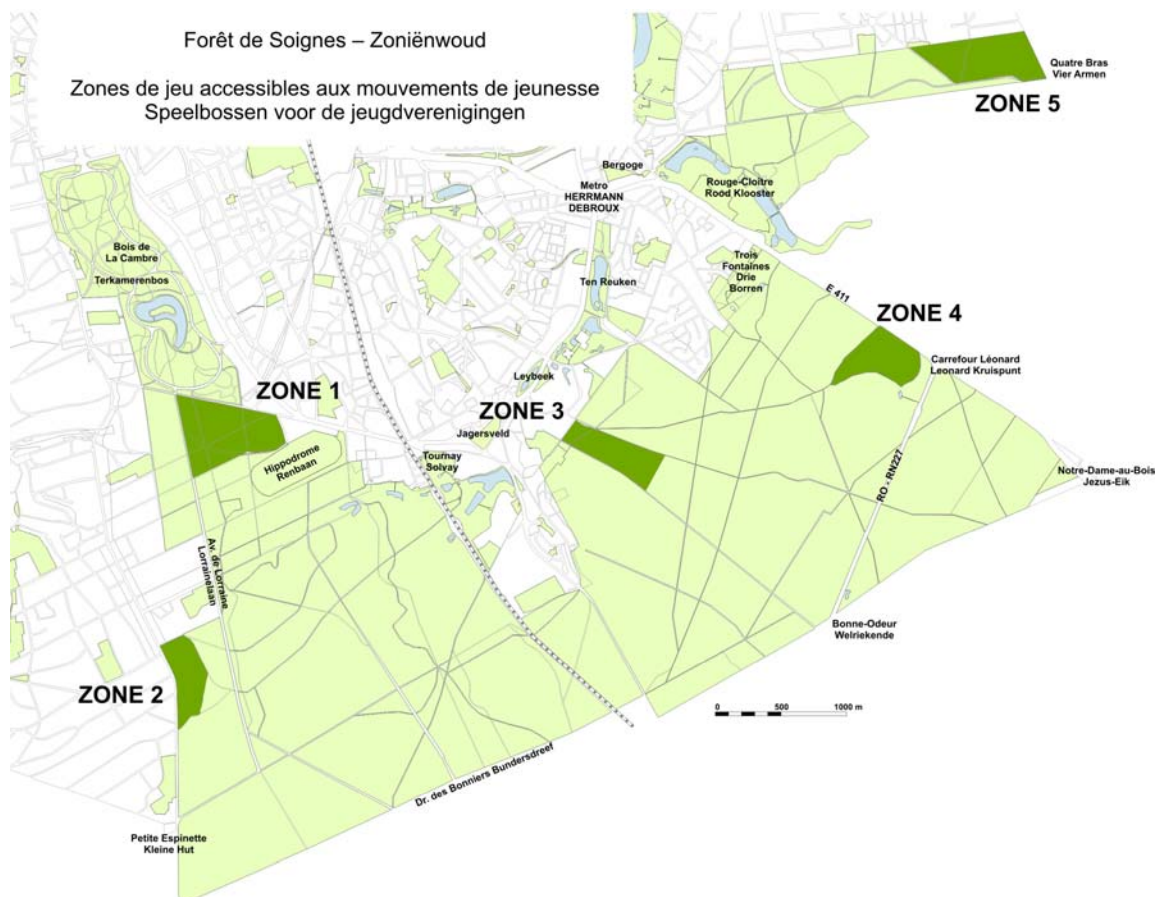 Forêt de Soignes – Zoniënwoud
Zones de jeu accessibles aux mouvements de jeunesse
Speelbossen voor de jeugdverenigingen
Quatre Bras
Vier Armen
ZONE 5
Bergoge
Metro
HERRMANN
DEBROUX
Rouge-Cloître
Rood Klooster
Bois de
La Cambre
Terkamerenbos
Ten Reuken
Trois
Fontaines
Drie
Borren
E 411
ZONE 4
Carrefour Léonard
Leonard Kruispunt
ZONE 1
Leybeek
ZONE 3
Jagersveld
Hippodrome
Renbaan
Tournay
Solvay
Notre-Dame-au-Bois
Jezus-Eik
RO - RN227
Av. de Lorraine
Lorrainelaan
Bonne-Odeur
Welriekende
ZONE 2
0 500 1000 m
Dr. des Bonniers Bundersdreef
Petite Espinette
Kleine Hut